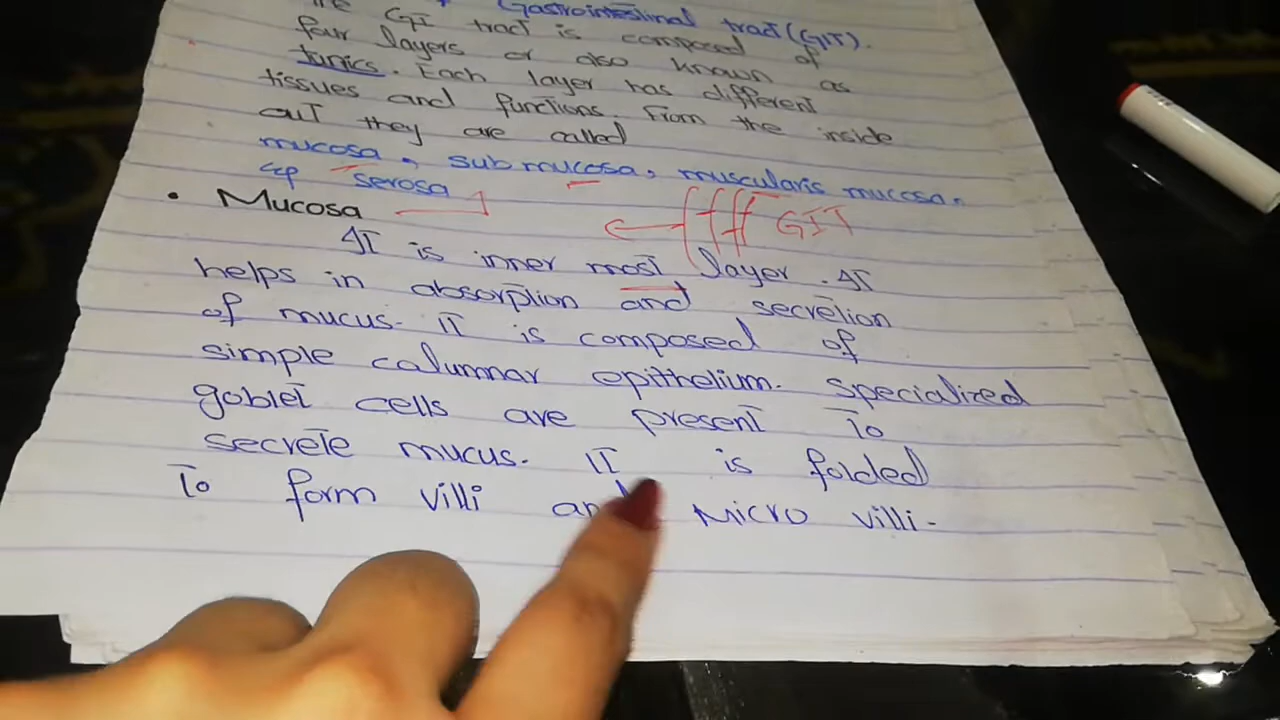 Gastrointestinal tract (GIT).
The GI tract is composed of
four layers or also known as
tunics. Each layer has different
tissues and functions. From the inside
out they are called
mucosa, submucosa, muscularis mucosa,
serosa
• Mucosa
GIT
It is inner most layer. It
helps in absorption and secretion
of mucus. It is composed of
simple calumnar epithelium. Specialized
goblet cells are present to
secrete mucus. It is folded
To form villi and Micro villi.